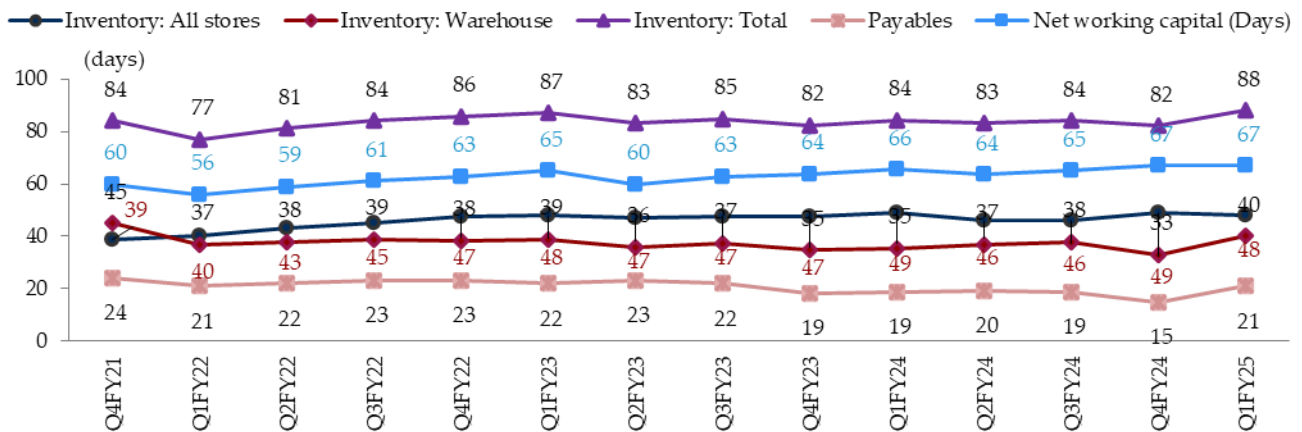 Inventory: All stores Inventory: Warehouse Inventory: Total Payables Net working capital (Days)
(days)
100
84 77 81 84 86 87 83 85 82 84 83 84 82 88
80
60 56 59 61 63 65 60 63 64 66 64 65 67 67
60
45 37 38 39 38 39 36 37 35 35 37 38 33 40
40
39 40 43 45 47 48 47 47 47 49 46 46 49 48
20
24 21 22 23 23 22 23 22 19 19 20 19 15 21
0
Q4FY21 Q1FY22 Q2FY22 Q3FY22 Q4FY22 Q1FY23 Q2FY23 Q3FY23 Q4FY23 Q1FY24 Q2FY24 Q3FY24 Q4FY24 Q1FY25